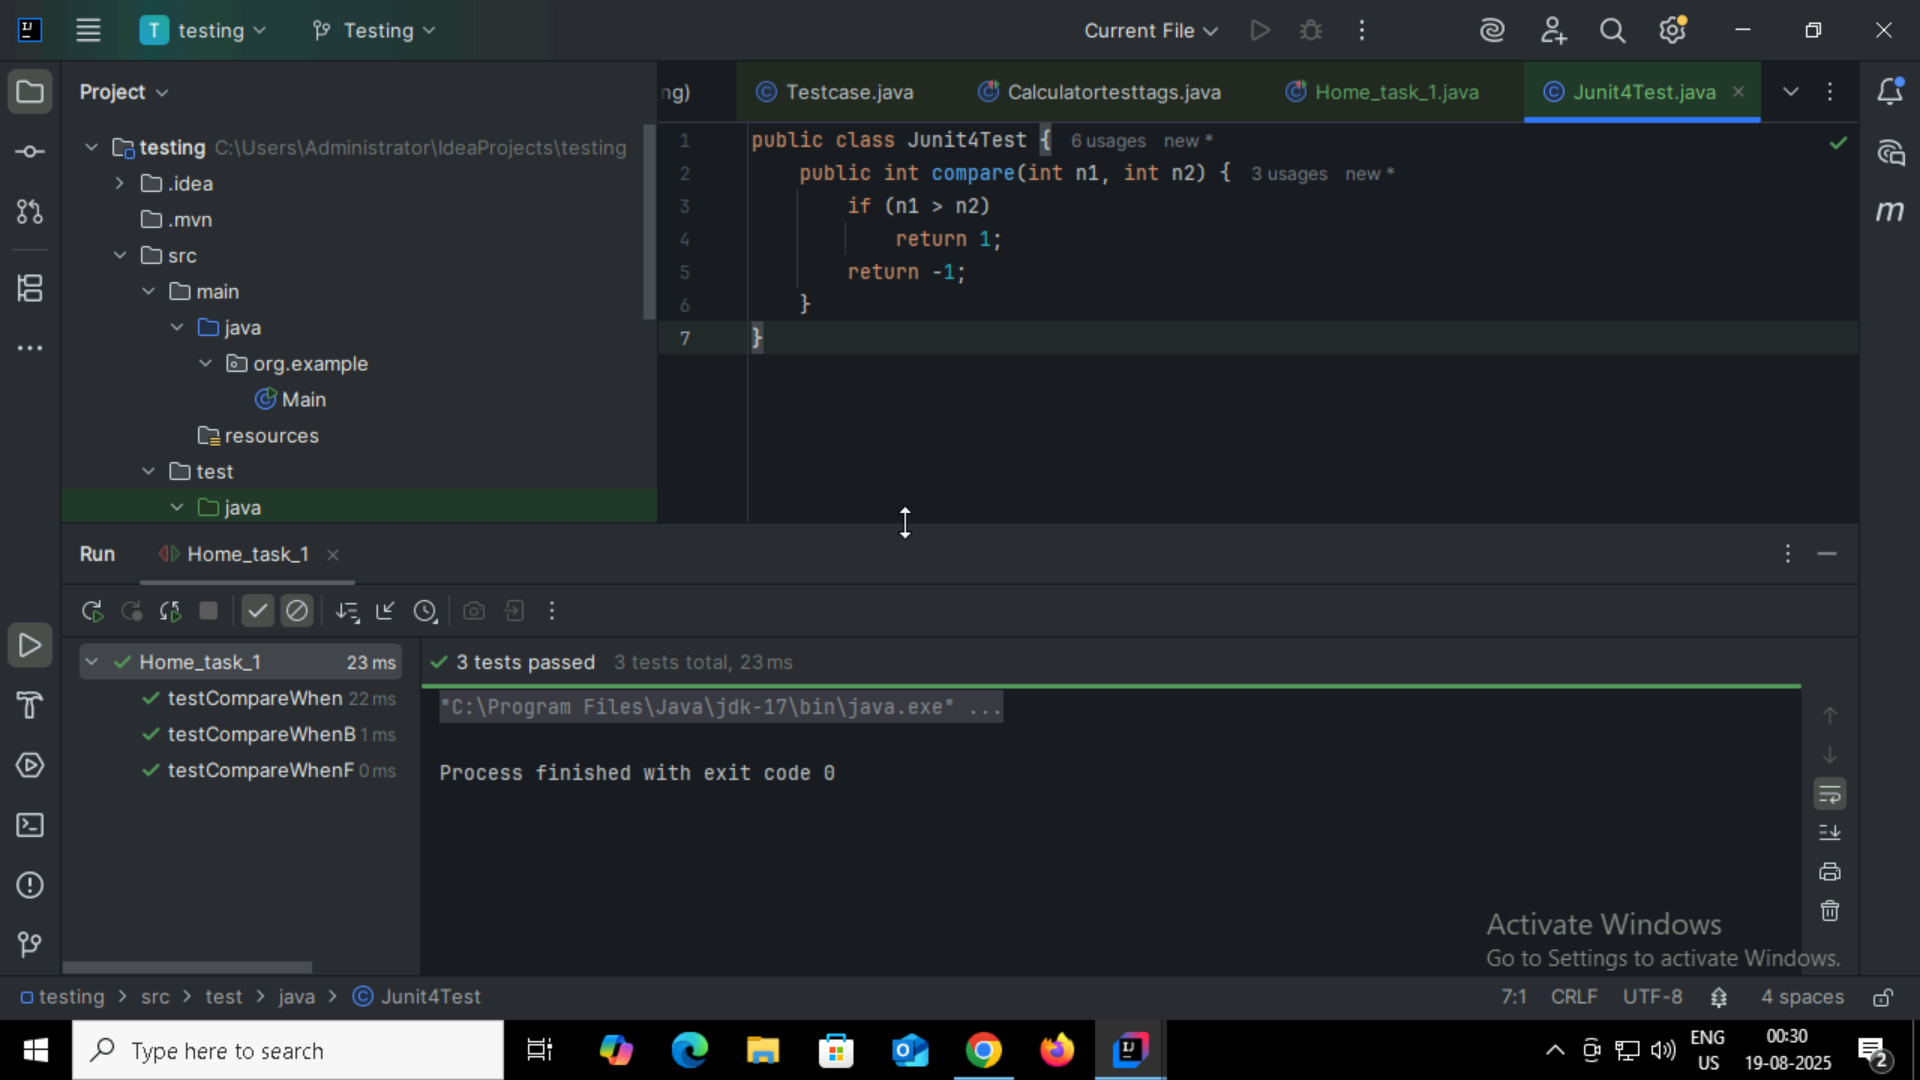 testing
Testing
Current File
Project
ng)
Testcase.java
Calculatortesttags.java
Home_task_1.java
Junit4Test.java
testing C:\Users\Administrator\IdeaProjects\testing
.idea
.mvn
src
main
java
org.example
Main
resources
test
java
1 public class Junit4Test { 6 usages new *
2 public int compare(int n1, int n2) { 3 usages new *
3 if (n1 > n2)
4 return 1;
5 return -1;
6 }
7 }
m
Run
Home_task_1
Home_task_1 23 ms
testCompareWhen 22 ms
testCompareWhenB 1 ms
testCompareWhenF 0 ms
3 tests passed 3 tests total, 23 ms
"C:\Program Files\Java\jdk-17\bin\java.exe" ...
Process finished with exit code 0
Activate Windows
Go to Settings to activate Windows.
testing > src > test > java > Junit4Test
7:1 CRLF UTF-8 4 spaces
Type here to search
ENG
US
00:30
19-08-2025
2